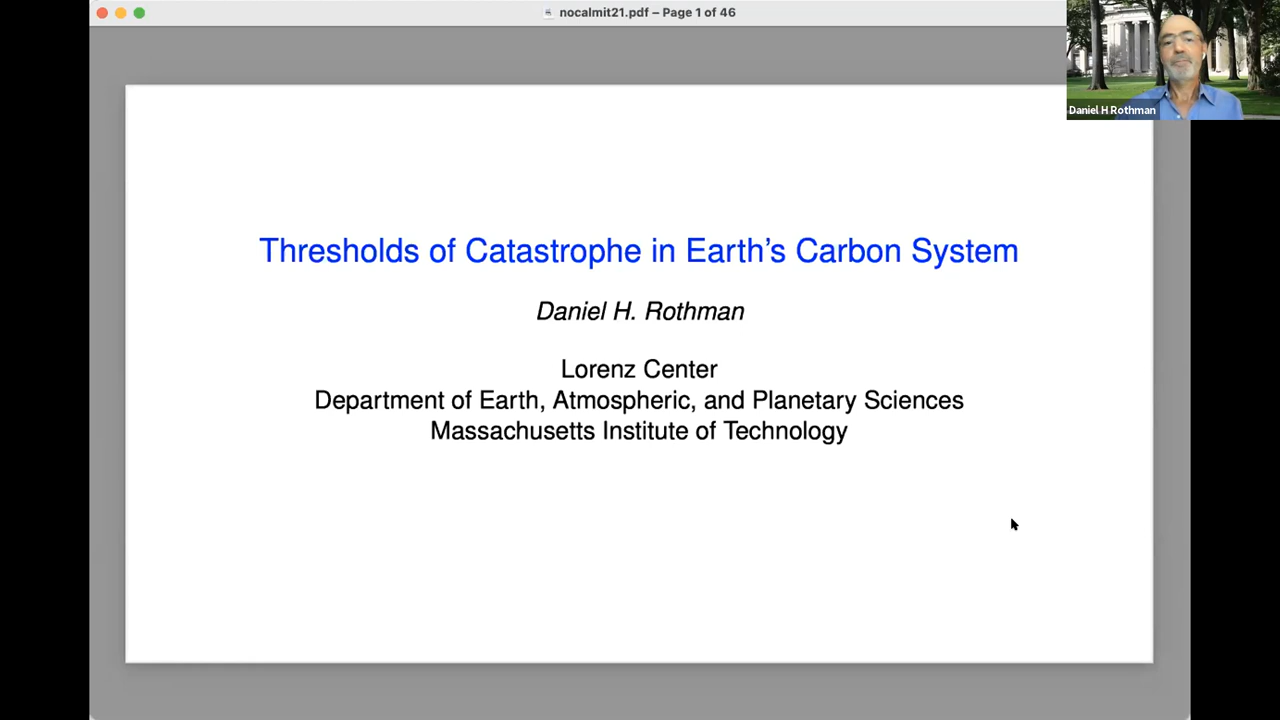 nocalmit21.pdf – Page 1 of 46
Daniel H Rothman
Thresholds of Catastrophe in Earth's Carbon System
Daniel H. Rothman
Lorenz Center
Department of Earth, Atmospheric, and Planetary Sciences
Massachusetts Institute of Technology